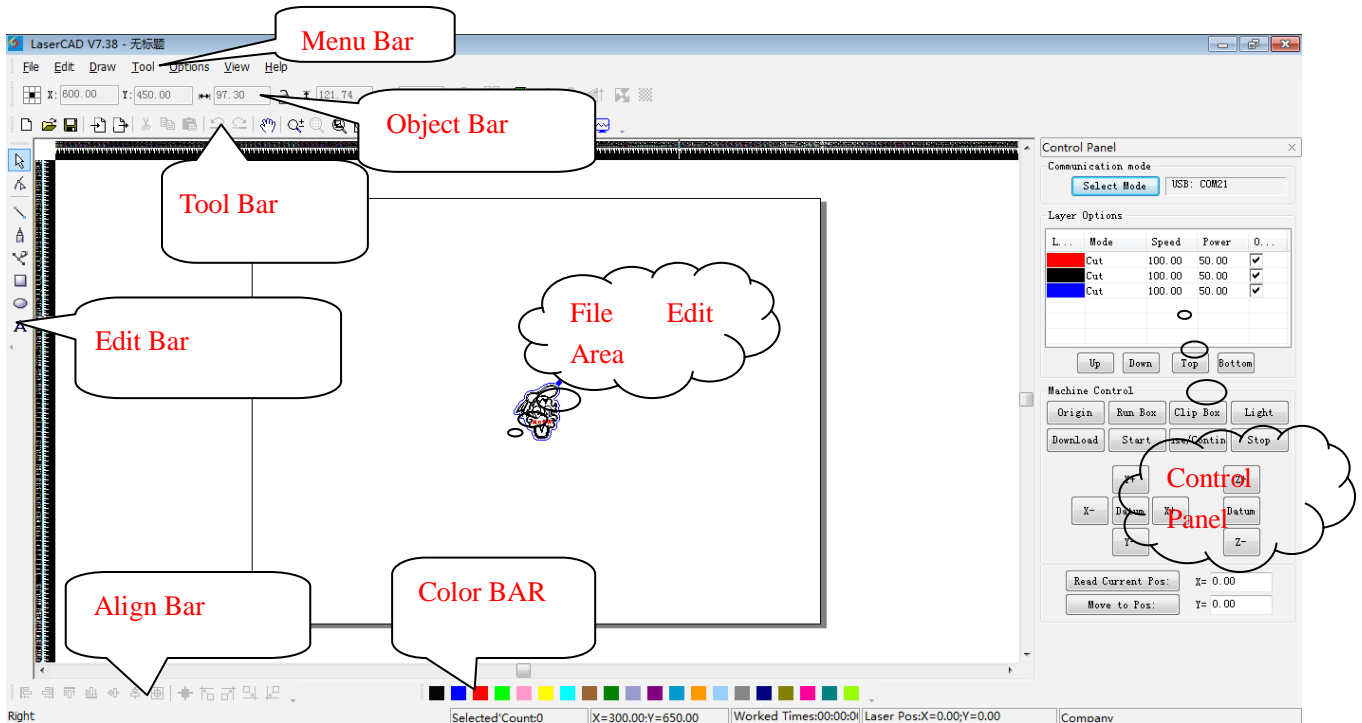 LaserCAD V7.38 - 无标题
Menu Bar
File Edit Draw Tool Options View Help
X: 600.00 Y: 450.00 97.30 121.74
Object Bar
Tool Bar
Edit Bar
A
File Edit
Area
Align Bar
Color BAR
Control Panel
Communication mode
Select Mode USB: COM21
Layer Options
L... Mode Speed Power O...
Cut 100.00 50.00
Cut 100.00 50.00
Cut 100.00 50.00
Up Down Top Bottom
Machine Control
Origin Run Box Clip Box Light
Download Start Stop
Control
Panel
Y+ Z+
X- Datum X+ Datum
Y- Z-
Read Current Pos: X= 0.00
Move to Pos: Y= 0.00
Right Selected'Count:0 X=300.00;Y=650.00 Worked Times:00:00:0 Laser Pos:X=0.00;Y=0.00 Company